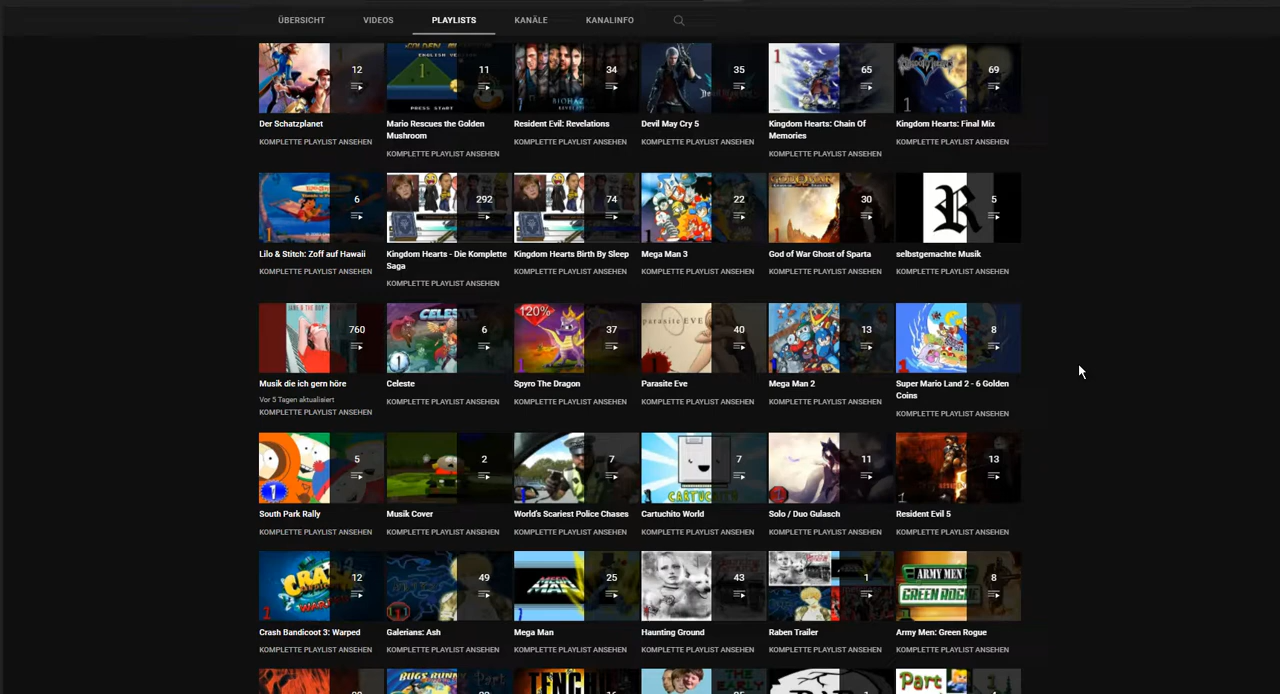 ÜBERSICHT VIDEOS PLAYLISTS KANÄLE KANALINFO
12 11 34 35 65 69
Der Schatzplanet
Mario Rescues the Golden Mushroom
Resident Evil: Revelations
Devil May Cry 5
Kingdom Hearts: Chain Of Memories
Kingdom Hearts: Final Mix
KOMPLETTE PLAYLIST ANSEHEN
KOMPLETTE PLAYLIST ANSEHEN
KOMPLETTE PLAYLIST ANSEHEN
KOMPLETTE PLAYLIST ANSEHEN
KOMPLETTE PLAYLIST ANSEHEN
KOMPLETTE PLAYLIST ANSEHEN
6 292 74 22 30 5
Lilo & Stitch: Zoff auf Hawaii
Kingdom Hearts - Die Komplette Saga
Kingdom Hearts Birth By Sleep
Mega Man 3
God of War Ghost of Sparta
selbstgemachte Musik
KOMPLETTE PLAYLIST ANSEHEN
KOMPLETTE PLAYLIST ANSEHEN
KOMPLETTE PLAYLIST ANSEHEN
KOMPLETTE PLAYLIST ANSEHEN
KOMPLETTE PLAYLIST ANSEHEN
KOMPLETTE PLAYLIST ANSEHEN
120%
parasite EVE
760 6 37 40 13 8
Musik die ich gern höre
Vor 5 Tagen aktualisiert
Celeste
Spyro The Dragon
Parasite Eve
Mega Man 2
Super Mario Land 2 - 6 Golden Coins
KOMPLETTE PLAYLIST ANSEHEN
KOMPLETTE PLAYLIST ANSEHEN
KOMPLETTE PLAYLIST ANSEHEN
KOMPLETTE PLAYLIST ANSEHEN
KOMPLETTE PLAYLIST ANSEHEN
KOMPLETTE PLAYLIST ANSEHEN
5 2 7 7 11 13
CARTUCHITO
South Park Rally
Musik Cover
World's Scariest Police Chases
Cartuchito World
Solo / Duo Gulasch
Resident Evil 5
KOMPLETTE PLAYLIST ANSEHEN
KOMPLETTE PLAYLIST ANSEHEN
KOMPLETTE PLAYLIST ANSEHEN
KOMPLETTE PLAYLIST ANSEHEN
KOMPLETTE PLAYLIST ANSEHEN
KOMPLETTE PLAYLIST ANSEHEN
12 49 25 43 1 8
MEGA MAN
ARMY MEN
GREEN ROGUE
Crash Bandicoot 3: Warped
Galerians: Ash
Mega Man
Haunting Ground
Raben Trailer
Army Men: Green Rogue
KOMPLETTE PLAYLIST ANSEHEN
KOMPLETTE PLAYLIST ANSEHEN
KOMPLETTE PLAYLIST ANSEHEN
KOMPLETTE PLAYLIST ANSEHEN
KOMPLETTE PLAYLIST ANSEHEN
KOMPLETTE PLAYLIST ANSEHEN
BUGS BUNNY
Part
TENCHU
THE EARLY
Part